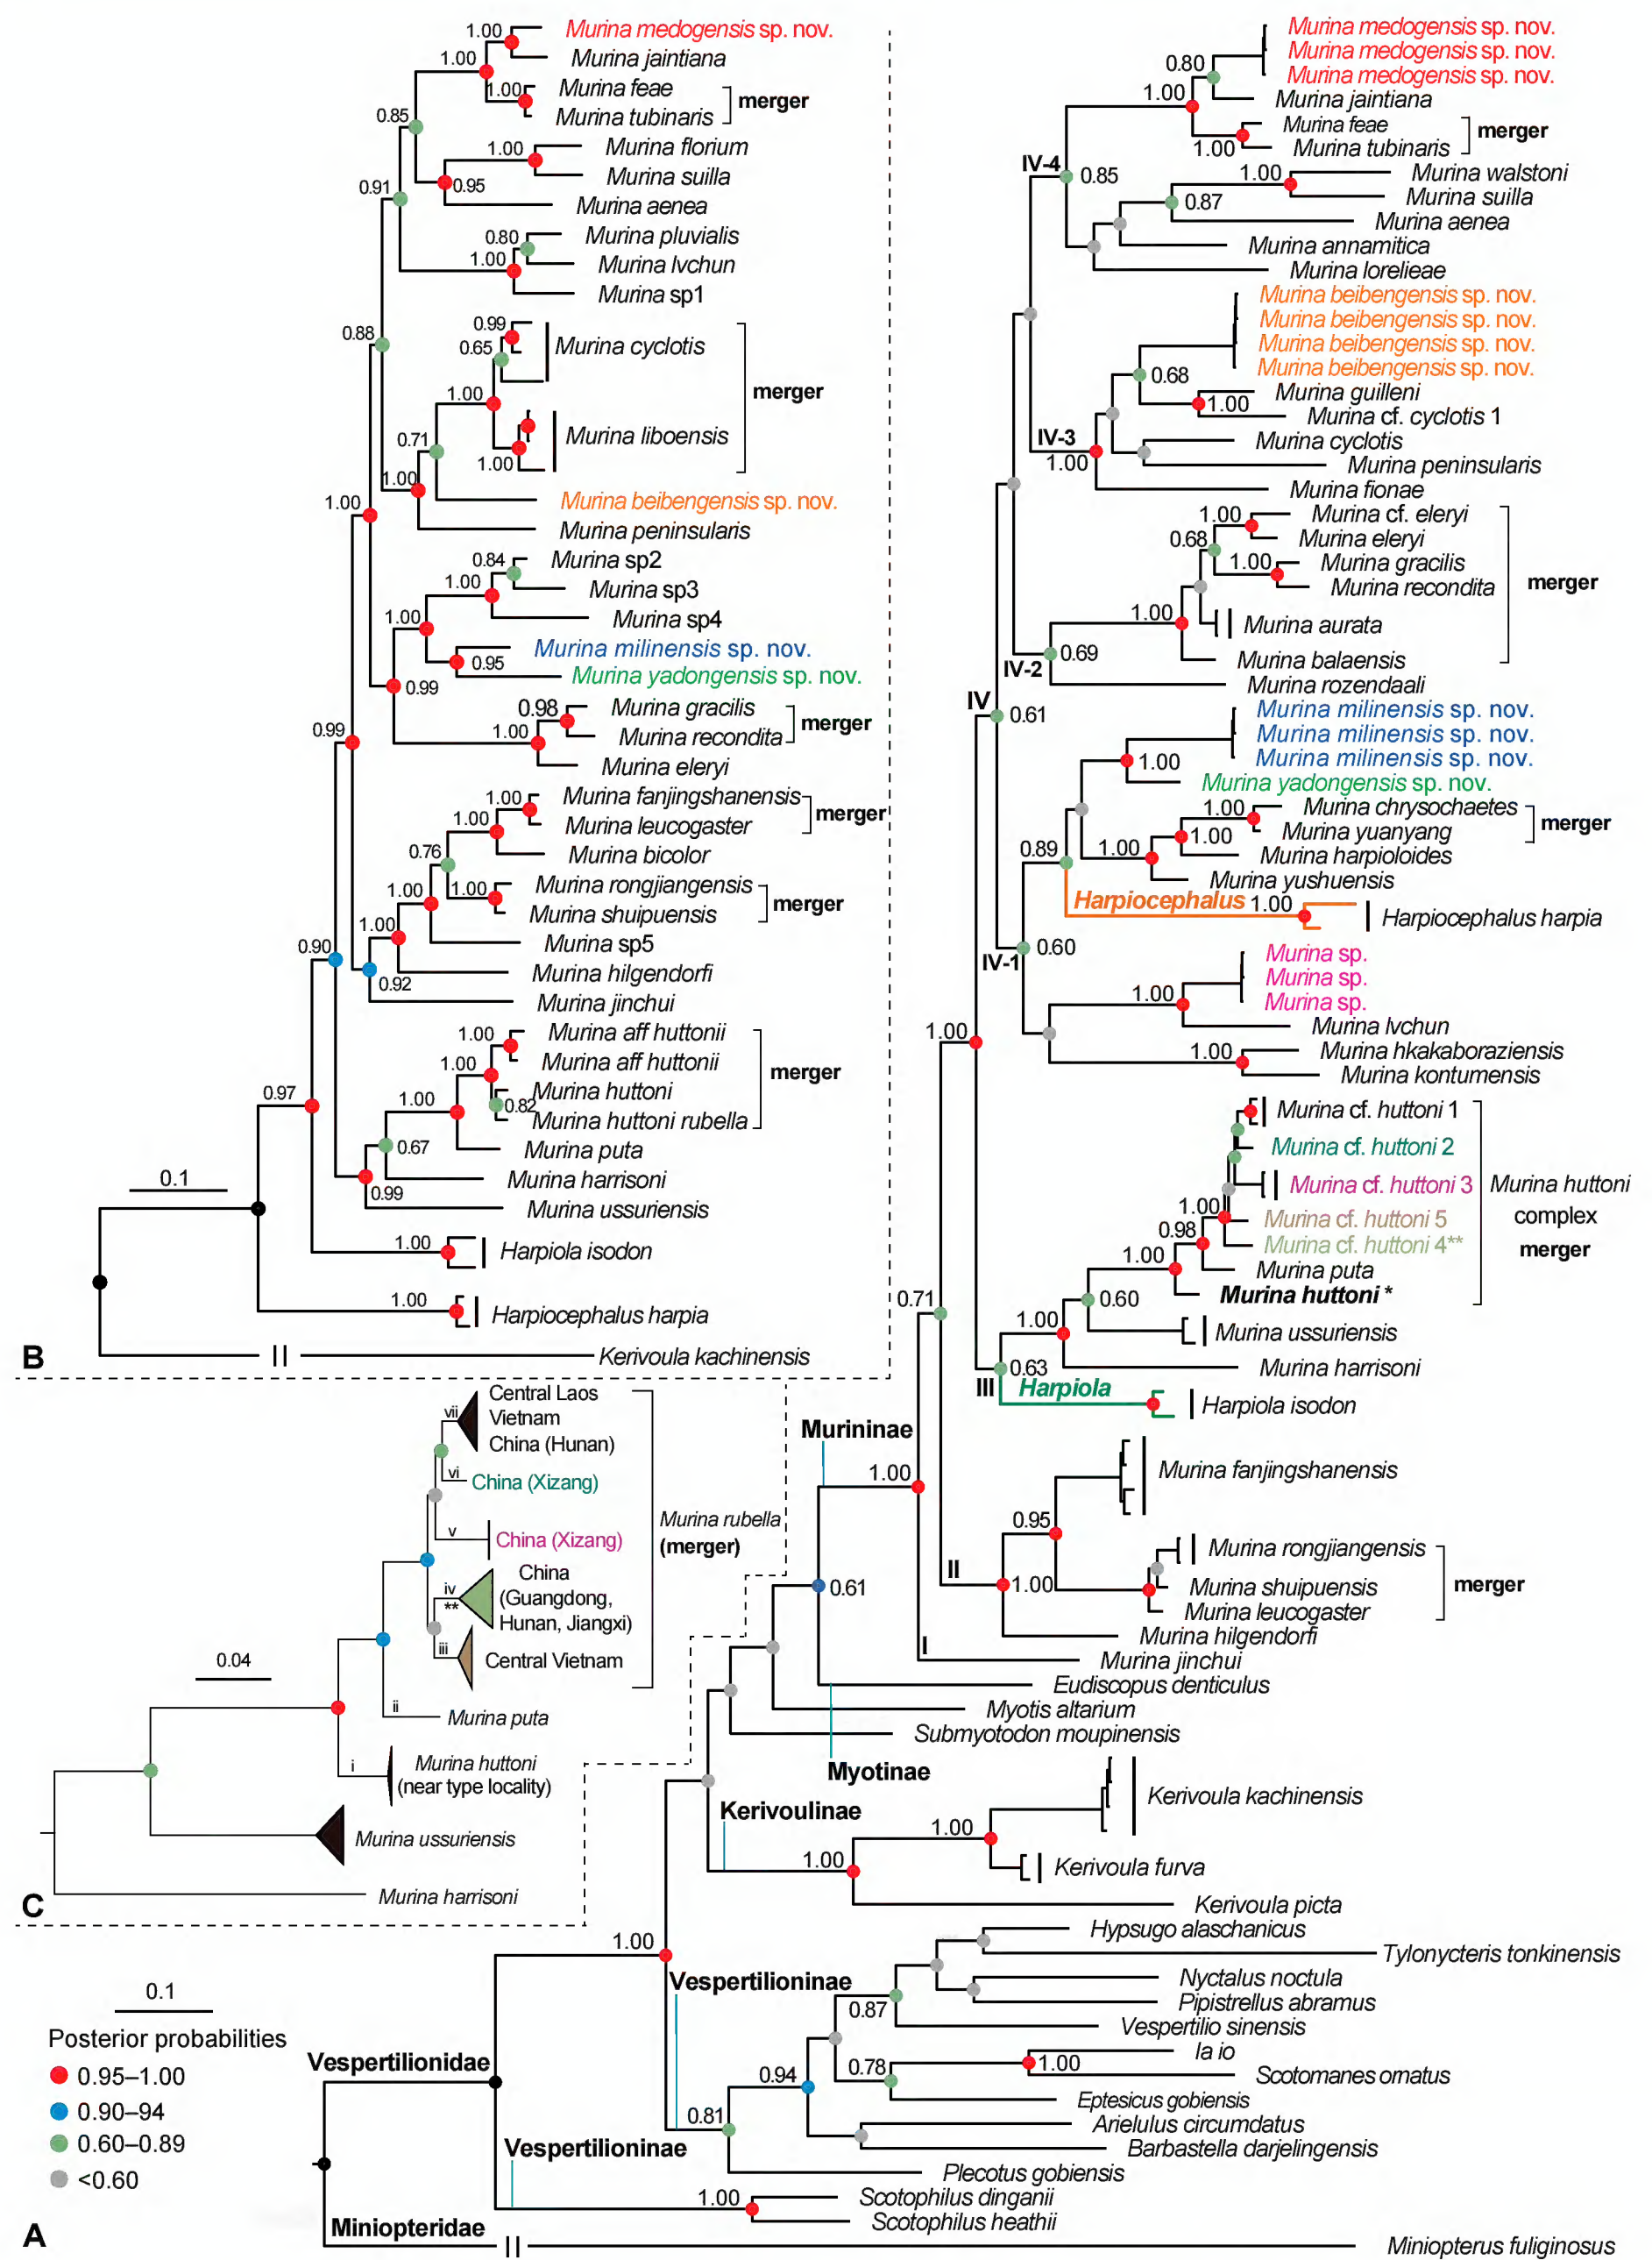 1.00
Murina medogensis sp. nov.
1.00
Murina jaintiana
1.00
Murina feae
Murina tubinaris
merger
0.85
1.00
Murina florium
Murina suilla
0.95
Murina aenea
0.91
0.80
Murina pluvialis
Murina lvchun
1.00
Murina sp1
0.88
0.99
0.65
Murina cyclotis
merger
1.00
0.71
Murina liboensis
1.00
1.00
Murina beibengensis sp. nov.
Murina peninsularis
1.00
0.84
Murina sp2
1.00
Murina sp3
Murina sp4
1.00
Murina milinensis sp. nov.
0.95
Murina yadongensis sp. nov.
0.99
0.98
Murina gracilis
merger
1.00
Murina recondita
Murina eleryi
0.99
1.00
Murina fanjingshanensis
merger
1.00
Murina leucogaster
0.76
Murina bicolor
1.00
1.00
Murina rongjiangensis
merger
Murina shuipuensis
1.00
Murina sp5
0.90
Murina hilgendorfi
0.92
Murina jinchui
1.00
Murina aff huttonii
1.00
Murina aff huttonii
merger
Murina huttoni
0.82
Murina huttoni rubella
1.00
0.97
0.67
Murina puta
Murina harrisoni
0.99
Murina ussuriensis
0.1
1.00
Harpiola isodon
1.00
Harpiocephalus harpia
B
Kerivoula kachinensis
Murina medogensis sp. nov.
Murina medogensis sp. nov.
0.80
Murina medogensis sp. nov.
1.00
Murina jaintiana
Murina feae
merger
1.00
Murina tubinaris
IV-4
0.85
1.00
Murina walstoni
0.87
Murina suilla
Murina aenea
Murina annamitica
Murina lorelieae
Murina beibengensis sp. nov.
Murina beibengensis sp. nov.
Murina beibengensis sp. nov.
Murina beibengensis sp. nov.
0.68
Murina guilleni
1.00
Murina cf. cyclotis 1
IV-3
Murina cyclotis
1.00
Murina peninsularis
Murina fionae
1.00
Murina cf. eleryi
0.68
Murina eleryi
1.00
Murina gracilis
Murina recondita
merger
1.00
Murina aurata
IV-2
0.69
Murina balaensis
Murina rozendaali
IV
0.61
Murina milinensis sp. nov.
Murina milinensis sp. nov.
1.00
Murina milinensis sp. nov.
Murina yadongensis sp. nov.
1.00
Murina chrysochaetes
merger
1.00
Murina yuanyang
0.89
1.00
Murina harpioloides
Murina yushuensis
Harpiocephalus
1.00
Harpiocephalus harpia
IV-1
0.60
Murina sp.
Murina sp.
1.00
Murina sp.
Murina lvchun
1.00
Murina hkakaboraziensis
Murina kontumensis
1.00
Murina cf. huttoni 1
Murina cf. huttoni 2
Murina cf. huttoni 3
Murina huttoni
complex
merger
1.00
Murina cf. huttoni 5
0.98
Murina cf. huttoni 4**
1.00
Murina puta
Murina huttoni *
0.60
1.00
Murina ussuriensis
0.71
Murina harrisoni
III
0.63
Harpiola
Harpiola isodon
Murininae
1.00
Murina fanjingshanensis
0.95
Murina rongjiangensis
II
1.00
Murina shuipuensis
merger
Murina leucogaster
Murina hilgendorfi
I
Murina jinchui
0.61
Eudiscopus denticulus
Myotis altarium
Submyotodon moupinensis
Myotinae
Kerivoulinae
Kerivoula kachinensis
1.00
1.00
Kerivoula furva
Kerivoula picta
vii
Central Laos
Vietnam
China (Hunan)
vi
China (Xizang)
v
China (Xizang)
Murina rubella
(merger)
iv
**
China
(Guangdong,
Hunan, Jiangxi)
iii
Central Vietnam
0.04
ii
Murina puta
i
Murina huttoni
(near type locality)
Murina ussuriensis
C
Murina harrisoni
1.00
Vespertilioninae
Hypsugo alaschanicus
Tylonycteris tonkinensis
Nyctalus noctula
0.87
Pipistrellus abramus
Vespertilio sinensis
Ia io
0.94
0.78
1.00
Scotomanes ornatus
Eptesicus gobiensis
0.81
Arielulus circumdatus
Barbastella darjelingensis
Plecotus gobiensis
0.1
Posterior probabilities
0.95–1.00
0.90–94
0.60–0.89
<0.60
Vespertilionidae
Vespertilioninae
1.00
Scotophilus dinganii
Scotophilus heathii
A
Miniopteridae
Miniopterus fuliginosus